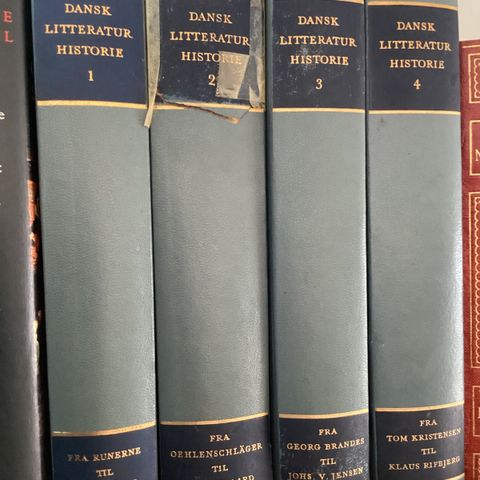 DANSK
LITTERATUR
HISTORIE
1
FRA RUNERNE
TIL
DANSK
LITTERATUR
HISTORIE
2
FRA
OEHLENSCHLÄGER
TIL
DANSK
LITTERATUR
HISTORIE
3
FRA
GEORG BRANDES
TIL
JOHS. V. JENSEN
DANSK
LITTERATUR
HISTORIE
4
FRA
TOM KRISTENSEN
TIL
KLAUS RIFBJERG